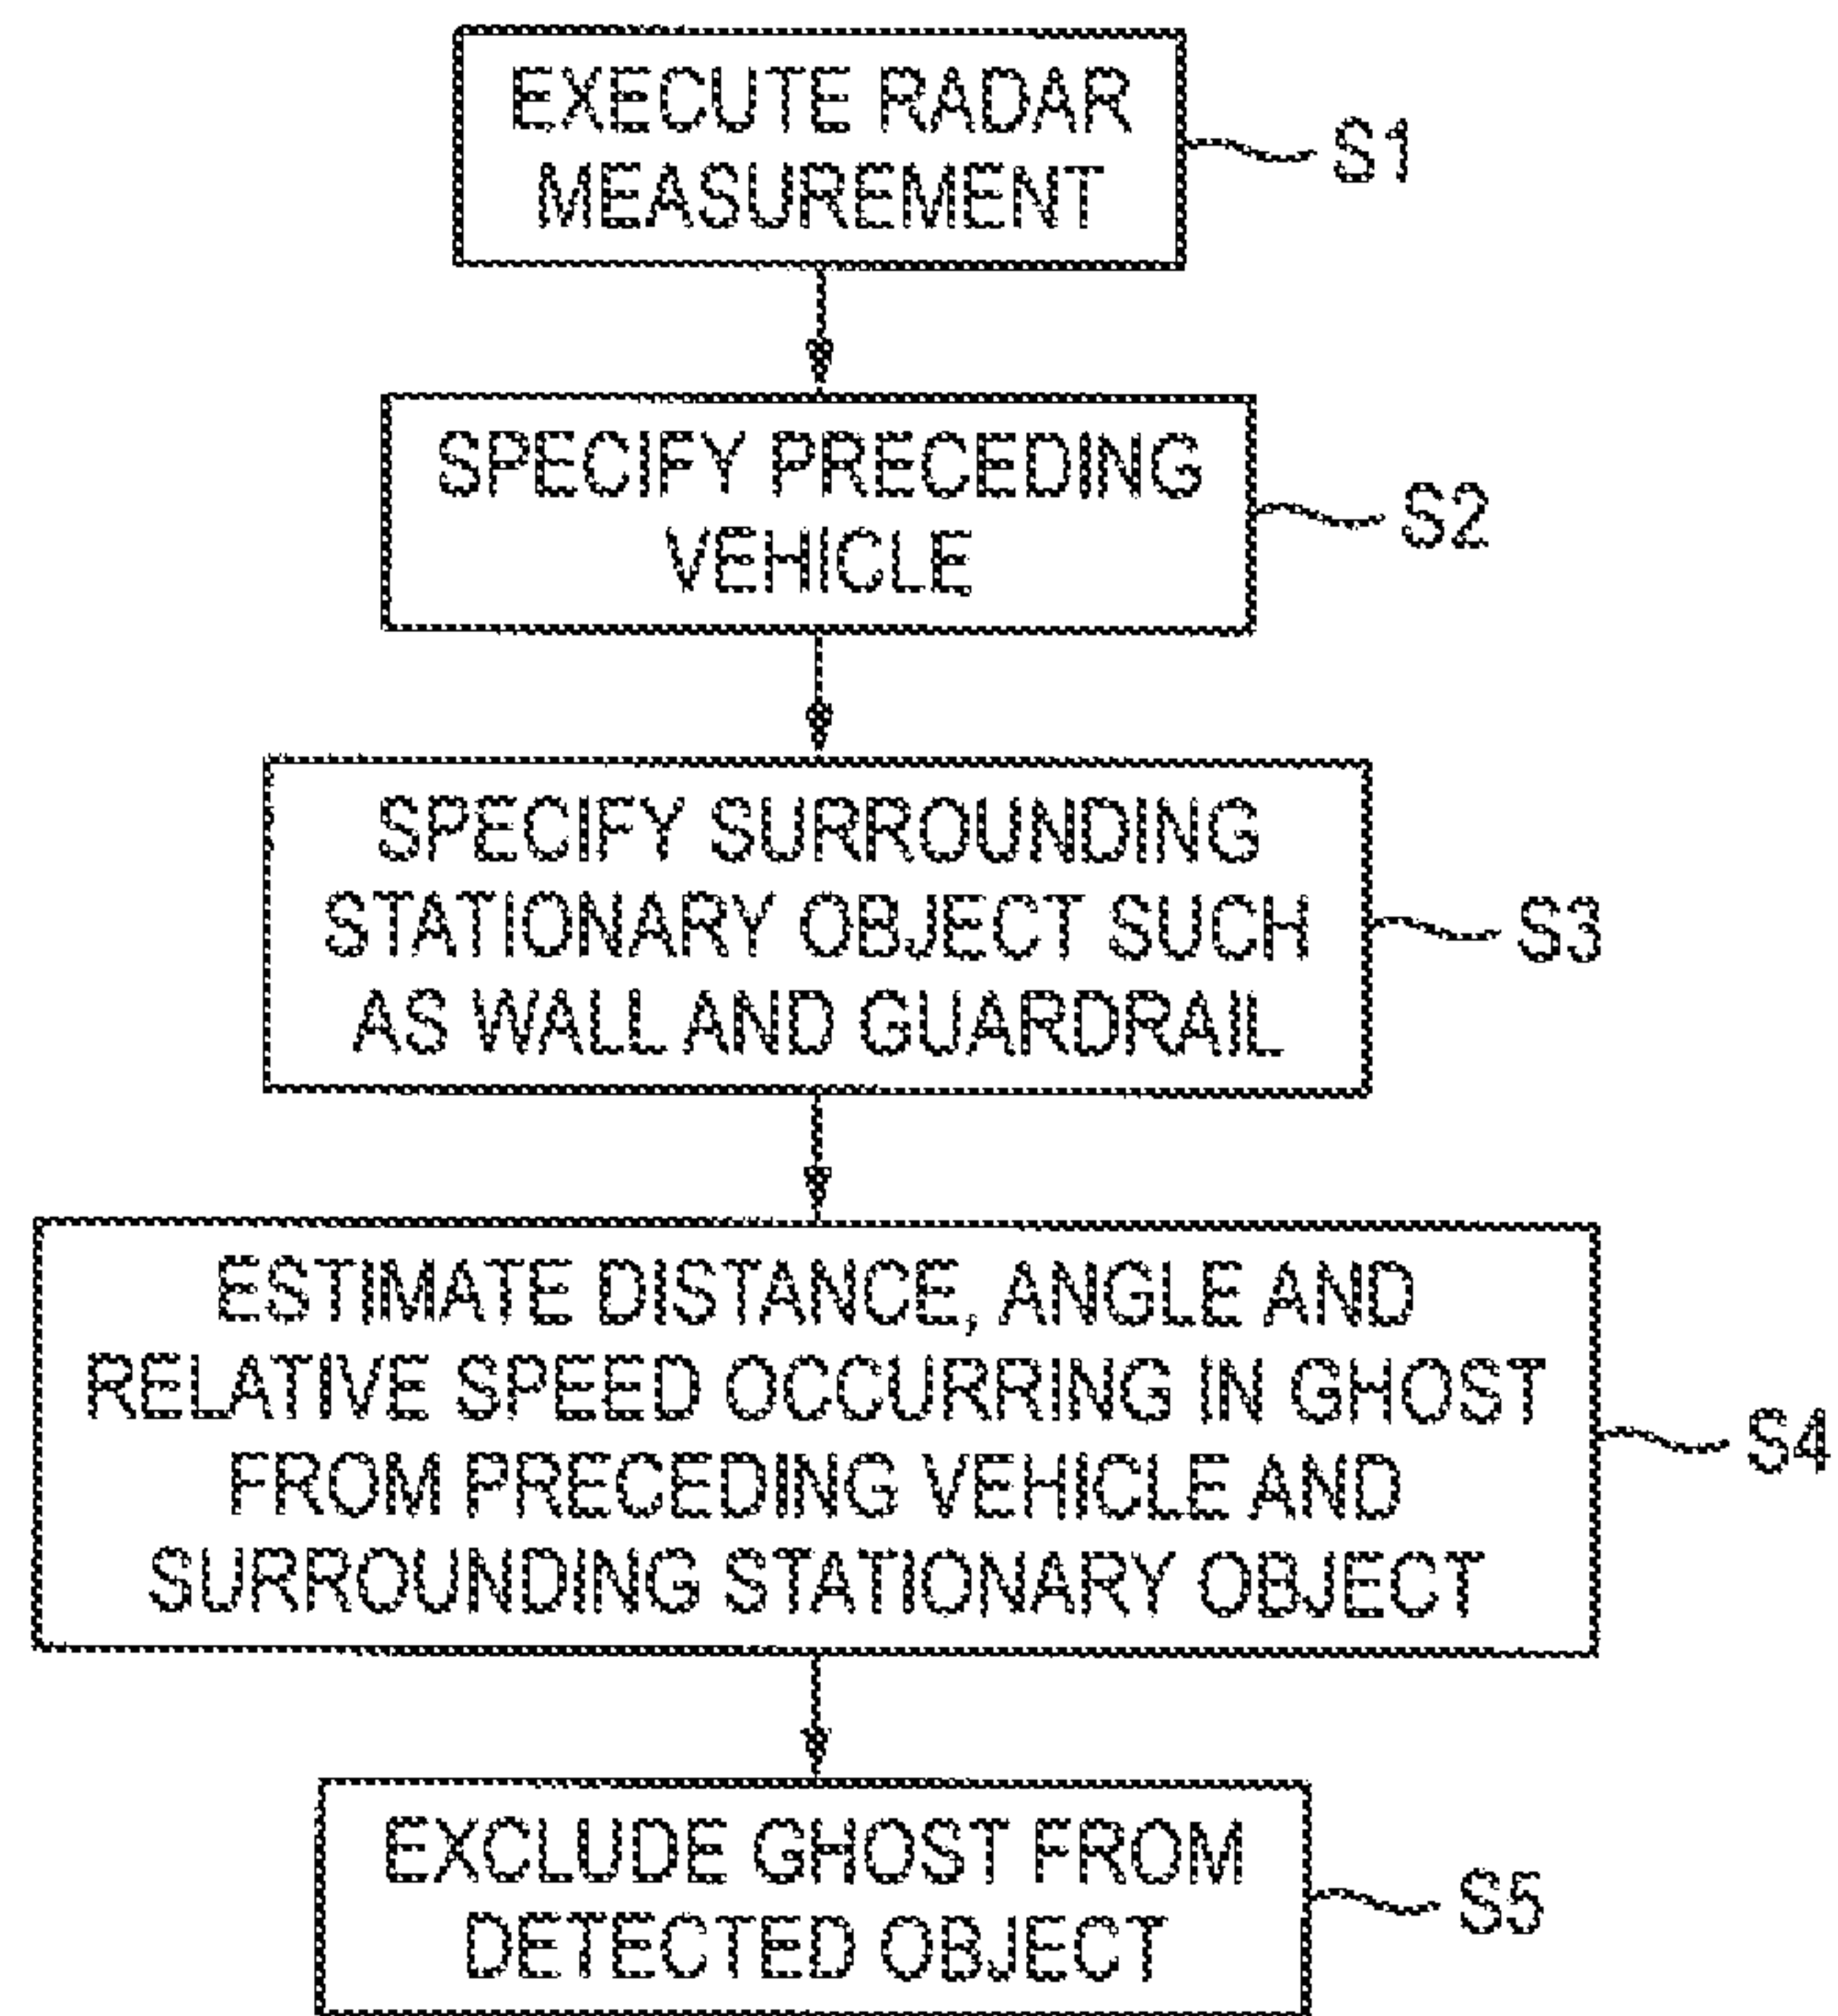 EXECUTE RADAR
MEASUREMENT
S1
SPECIFY PRECEDING
VEHICLE
S2
SPECIFY SURROUNDING
STATIONARY OBJECT SUCH
AS WALL AND GUARDRAIL
S3
ESTIMATE DISTANCE, ANGLE AND
RELATIVE SPEED OCCURRING IN GHOST
FROM PRECEDING VEHICLE AND
SURROUNDING STATIONARY OBJECT
S4
EXCLUDE GHOST FROM
DETECTED OBJECT
S5